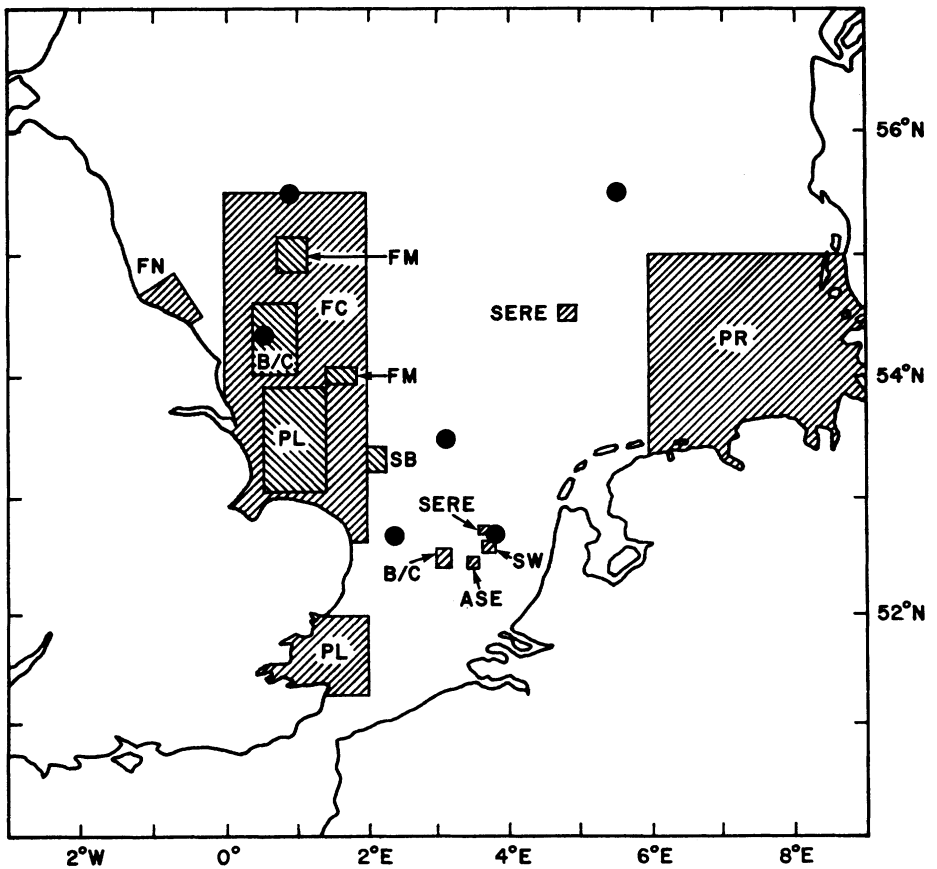 56°N
FN
FM
FC
SERE
PR
B/C
FM
54°N
PL
SB
SERE
SW
B/C
ASE
52°N
PL
2°W
0°
2°E
4°E
6°E
8°E